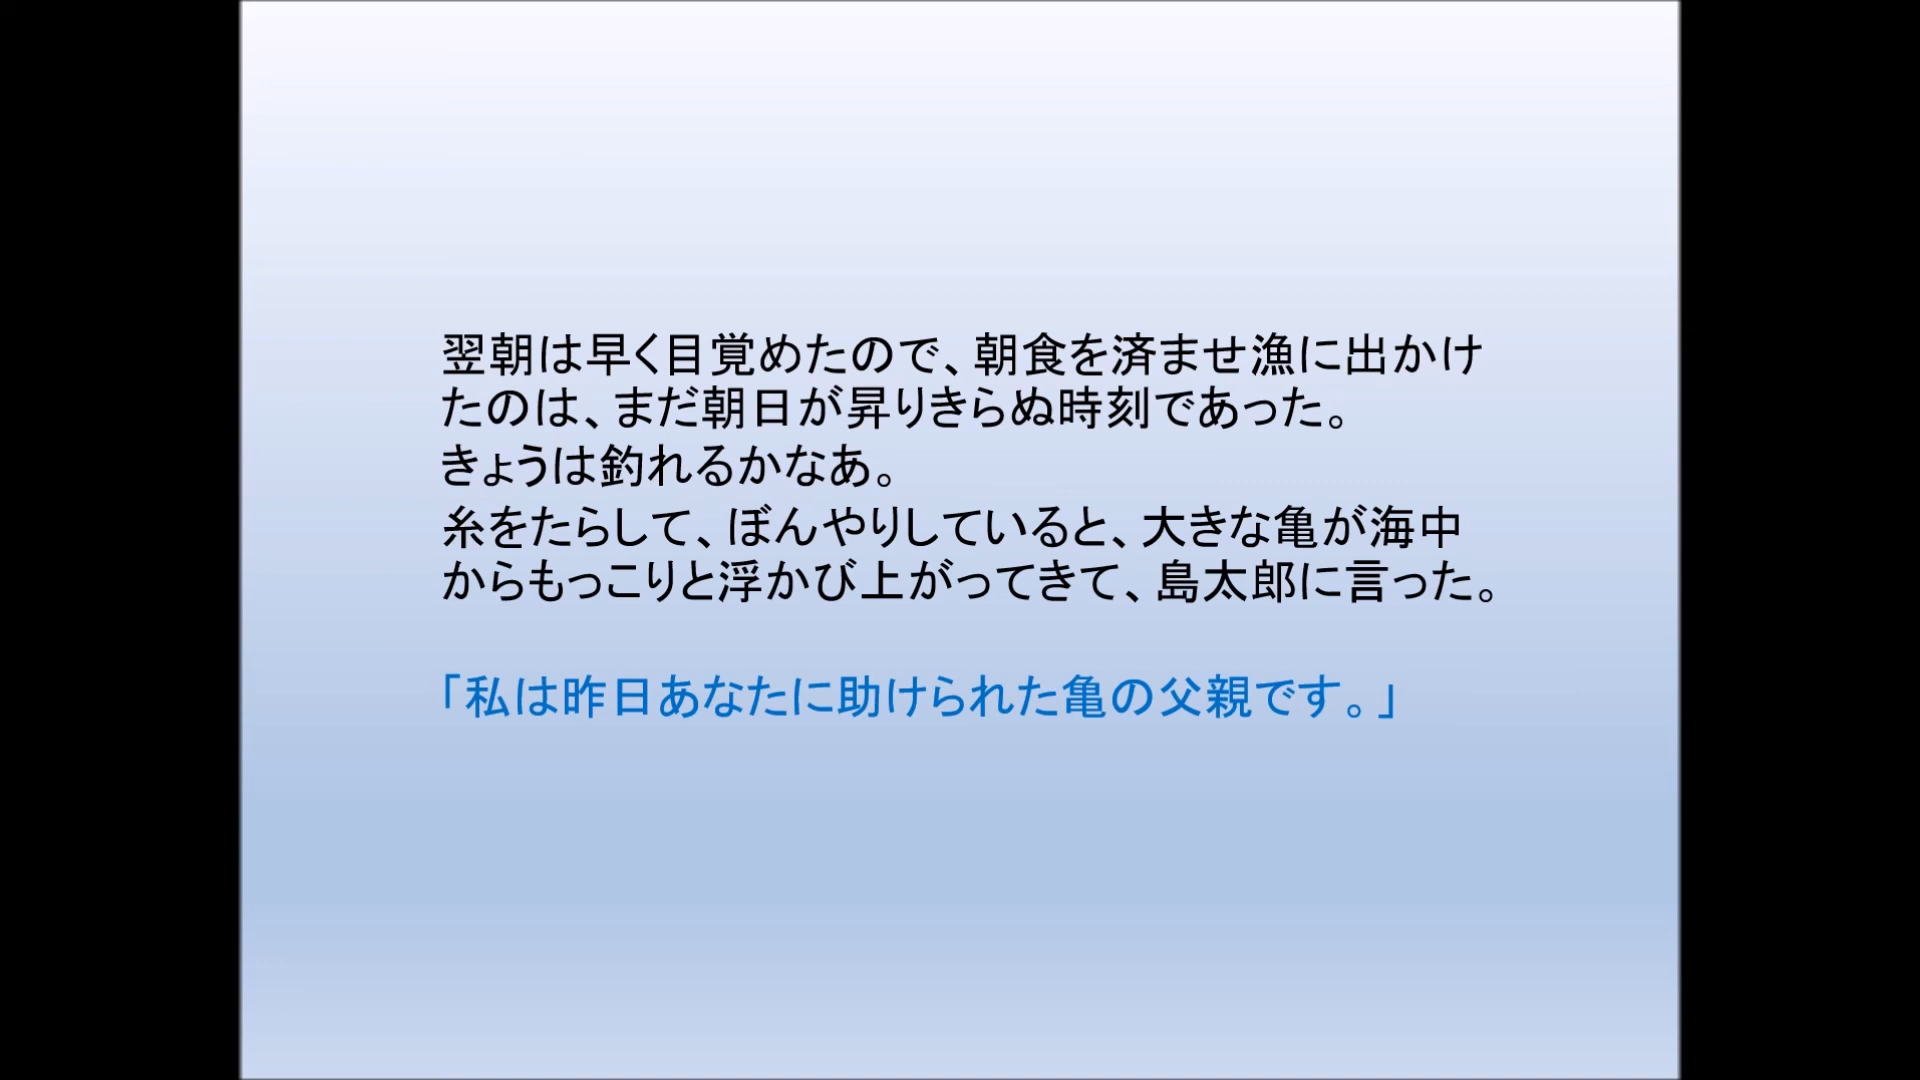 翌朝は早く目覚めたので、朝食を済ませ漁に出かけ
たのは、まだ朝日が昇りきらぬ時刻であった。
きょうは釣れるかなあ。
糸をたらして、ぼんやりしていると、大きな亀が海中
からもっこりと浮かび上がってきて、島太郎に言った。
「私は昨日あなたに助けられた亀の父親です。」